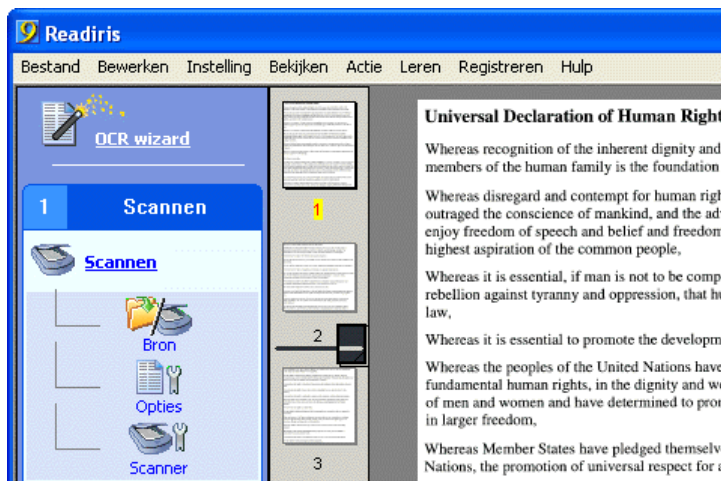 9 Readiris
Bestand Bewerken Instelling Bekijken Actie Leren Registreren Hulp
OCR wizard
1 Scannen
Scannen
Bron
Opties
Scanner
1
2
3
Universal Declaration of Human Right
Whereas recognition of the inherent dignity and
members of the human family is the foundation
Whereas disregard and contempt for human righ
outraged the conscience of mankind, and the adv
enjoy freedom of speech and belief and freedom
highest aspiration of the common people,
Whereas it is essential, if man is not to be comp
rebellion against tyranny and oppression, that hu
law,
Whereas it is essential to promote the developm
Whereas the peoples of the United Nations have
fundamental human rights, in the dignity and wo
of men and women and have determined to pron
in larger freedom,
Whereas Member States have pledged themselve
Nations, the promotion of universal respect for a